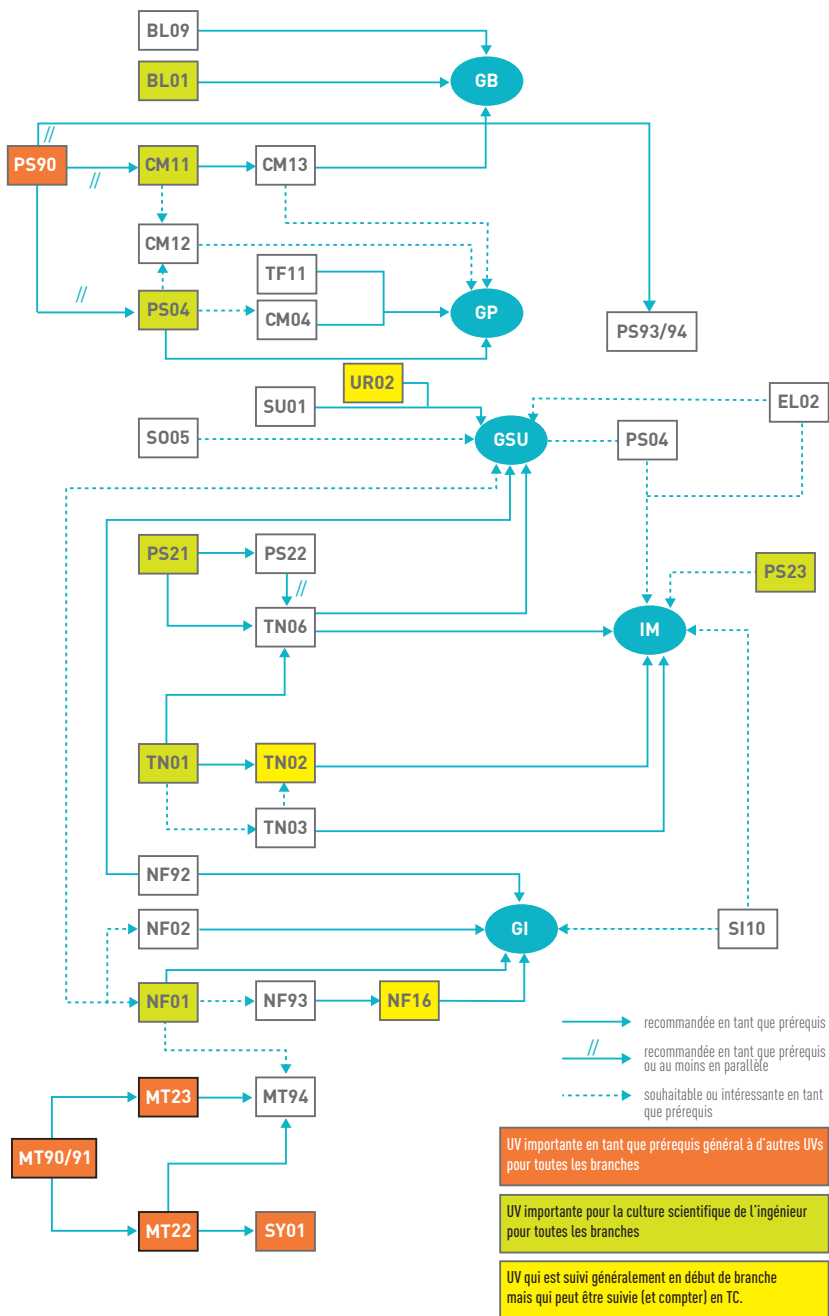 BL09
BL01
GB
//
PS90
//
CM11
CM13
CM12
TF11
//
PS04
CM04
GP
PS93/94
UR02
SU01
EL02
SO05
GSU
PS04
PS21
PS22
PS23
//
TN06
IM
TN01
TN02
TN03
NF92
NF02
GI
SI10
NF01
NF93
NF16
recommandée en tant que prérequis
//
recommandée en tant que prérequis
ou au moins en parallèle
souhaitable ou intéressante en tant
que prérequis
MT23
MT94
MT90/91
MT22
SY01
UV importante en tant que prérequis général à d'autres UVs
pour toutes les branches
UV importante pour la culture scientifique de l'ingénieur
pour toutes les branches
UV qui est suivi généralement en début de branche
mais qui peut être suivie (et compter) en TC.